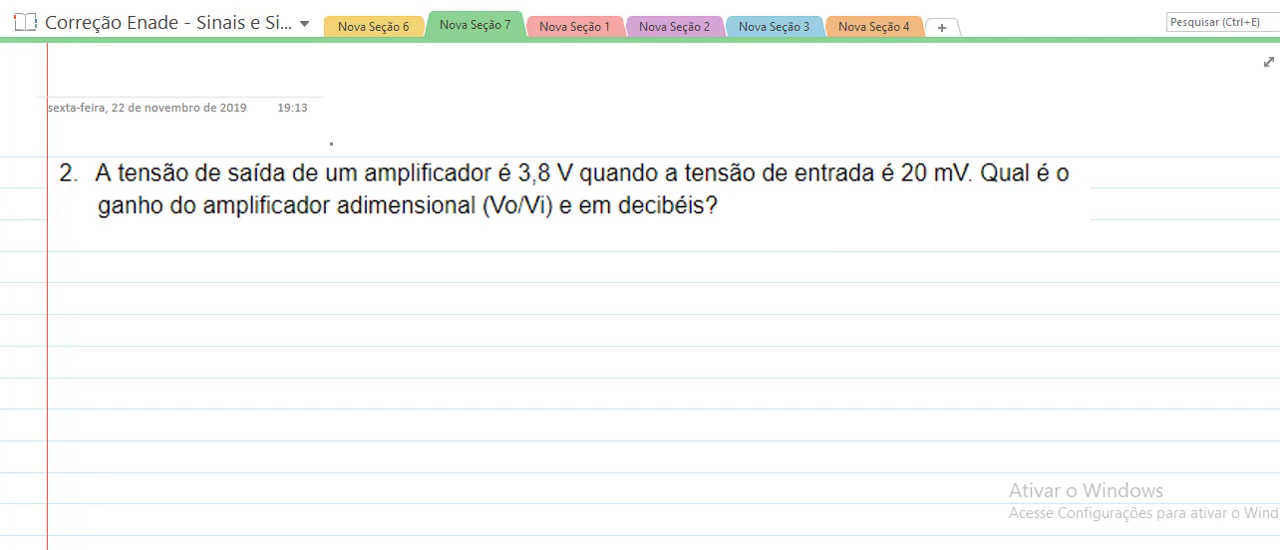 Correção Enade - Sinais e Si...
Nova Seção 6
Nova Seção 7
Nova Seção 1
Nova Seção 2
Nova Seção 3
Nova Seção 4
+
Pesquisar (Ctrl+E)
sexta-feira, 22 de novembro de 2019 19:13
2. A tensão de saída de um amplificador é 3,8 V quando a tensão de entrada é 20 mV. Qual é o
ganho do amplificador adimensional (Vo/Vi) e em decibéis?
Ativar o Windows
Acesse Configurações para ativar o Wind